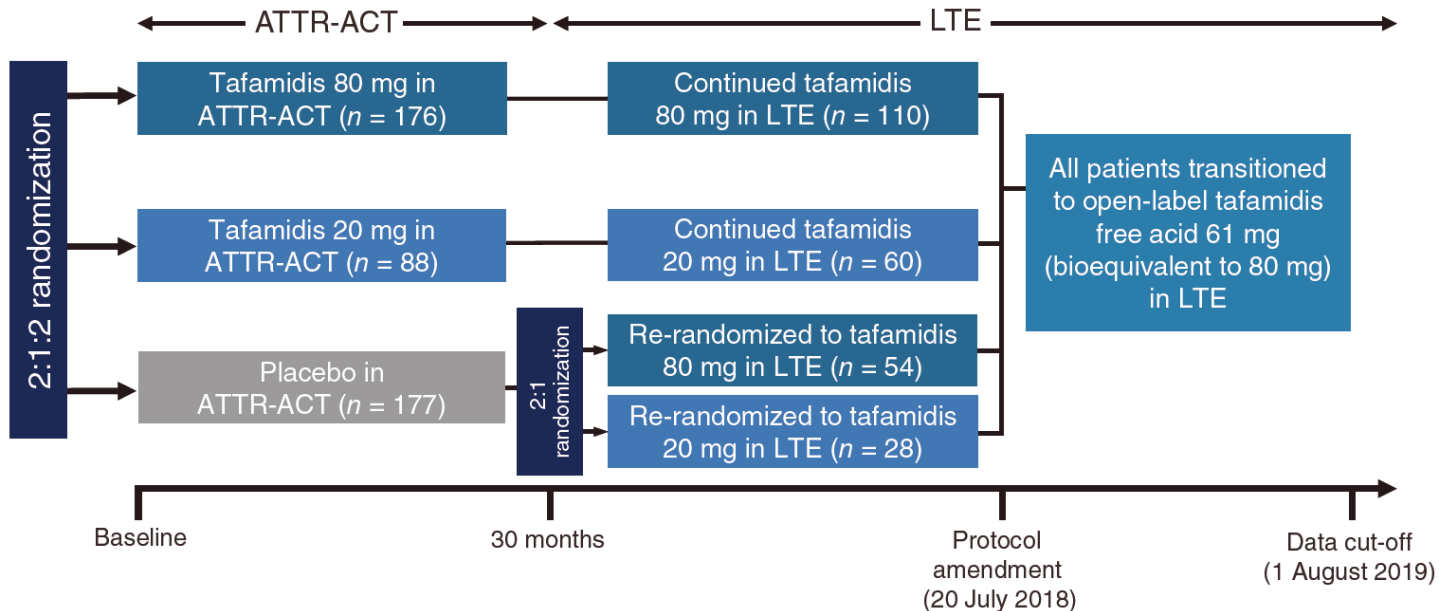 ATTR-ACT
LTE
2:1:2 randomization
Tafamidis 80 mg in
ATTR-ACT (n = 176)
Continued tafamidis
80 mg in LTE (n = 110)
Tafamidis 20 mg in
ATTR-ACT (n = 88)
Continued tafamidis
20 mg in LTE (n = 60)
Placebo in
ATTR-ACT (n = 177)
2:1
randomization
Re-randomized to tafamidis
80 mg in LTE (n = 54)
Re-randomized to tafamidis
20 mg in LTE (n = 28)
All patients transitioned
to open-label tafamidis
free acid 61 mg
(bioequivalent to 80 mg)
in LTE
Baseline
30 months
Protocol
amendment
(20 July 2018)
Data cut-off
(1 August 2019)